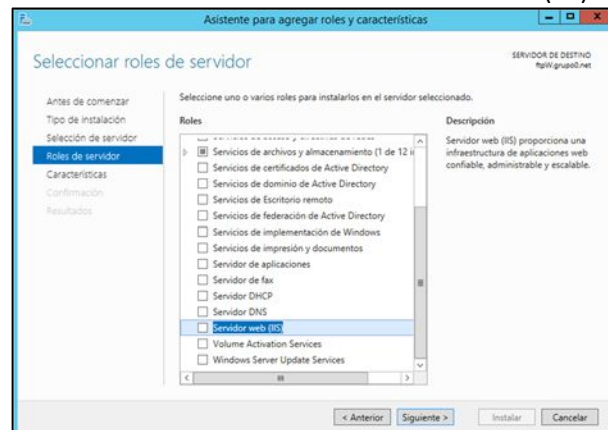 Asistente para agregar roles y características
Seleccionar roles de servidor
SERVIDOR DE DESTINO
ftpW.grupo0.net
Antes de comenzar
Tipo de instalación
Selección de servidor
Roles de servidor
Características
Confirmación
Resultados
Seleccione uno o varios roles para instalarlos en el servidor seleccionado.
Roles
Servicios de archivos y almacenamiento (1 de 12
Servicios de certificados de Active Directory
Servicios de dominio de Active Directory
Servicios de Escritorio remoto
Servicios de federación de Active Directory
Servicios de implementación de Windows
Servicios de impresión y documentos
Servidor de aplicaciones
Servidor de fax
Servidor DHCP
Servidor DNS
Servidor web (IIS)
Volume Activation Services
Windows Server Update Services
Descripción
Servidor web (IIS) proporciona una
infraestructura de aplicaciones web
confiable, administrable y escalable.
< Anterior Siguiente > Instalar Cancelar